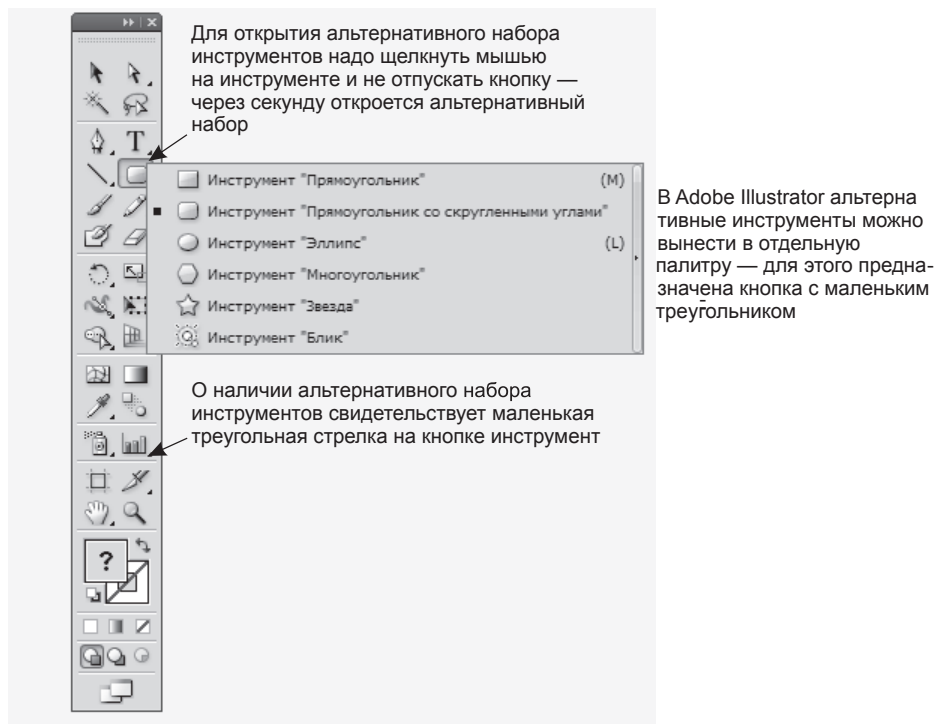 Для открытия альтернативного набора
инструментов надо щелкнуть мышью
на инструменте и не отпускать кнопку —
через секунду откроется альтернативный
набор
T
Инструмент "Прямоугольник" (M)
Инструмент "Прямоугольник со скругленными углами"
Инструмент "Эллипс" (L)
Инструмент "Многоугольник"
Инструмент "Звезда"
Инструмент "Блик"
В Adobe Illustrator альтерна
тивные инструменты можно
вынести в отдельную
палитру — для этого предна-
значена кнопка с маленьким
треугольником
О наличии альтернативного набора
инструментов свидетельствует маленькая
треугольная стрелка на кнопке инструмент
?